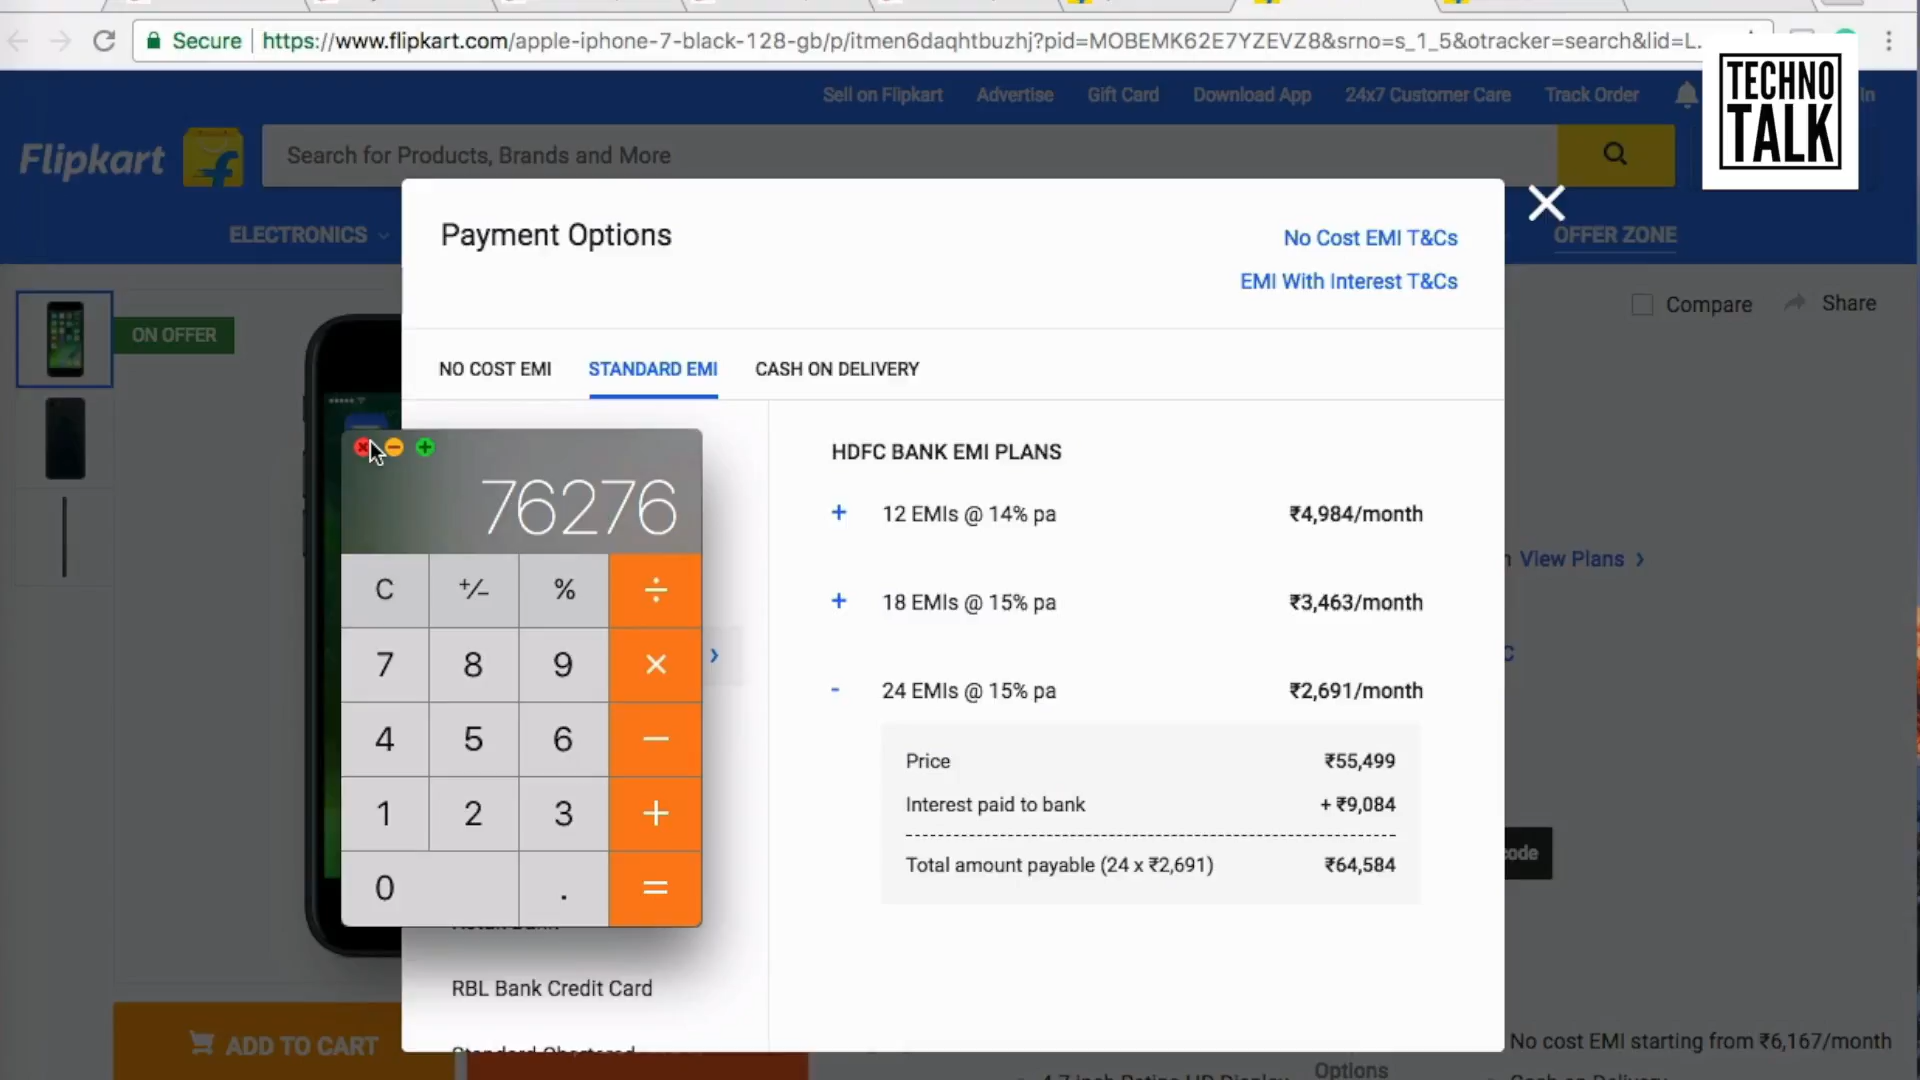 Secure
https://www.flipkart.com/apple-iphone-7-black-128-gb/p/itmen6daqhtbuzhj?pid=MOBEMK62E7YZEVZ8&srno=s_1_5&otracker=search&lid=L...
TECHNO
TALK
Sell on Flipkart
Advertise
Gift Card
Download App
24x7 Customer Care
Track Order
In
Flipkart
Search for Products, Brands and More
ELECTRONICS
OFFER ZONE
Payment Options
No Cost EMI T&Cs
EMI With Interest T&Cs
Compare
Share
ON OFFER
NO COST EMI
STANDARD EMI
CASH ON DELIVERY
HDFC BANK EMI PLANS
+ 12 EMIs @ 14% pa ₹4,984/month
+ 18 EMIs @ 15% pa ₹3,463/month
- 24 EMIs @ 15% pa ₹2,691/month
Price ₹55,499
Interest paid to bank + ₹9,084
Total amount payable (24 x ₹2,691) ₹64,584
76276
C +/- % ÷
7 8 9 ×
4 5 6 −
1 2 3 +
0 . =
View Plans
code
RBL Bank Credit Card
Standard Chartered
ADD TO CART
No cost EMI starting from ₹6,167/month
Options
Cash on Delivery